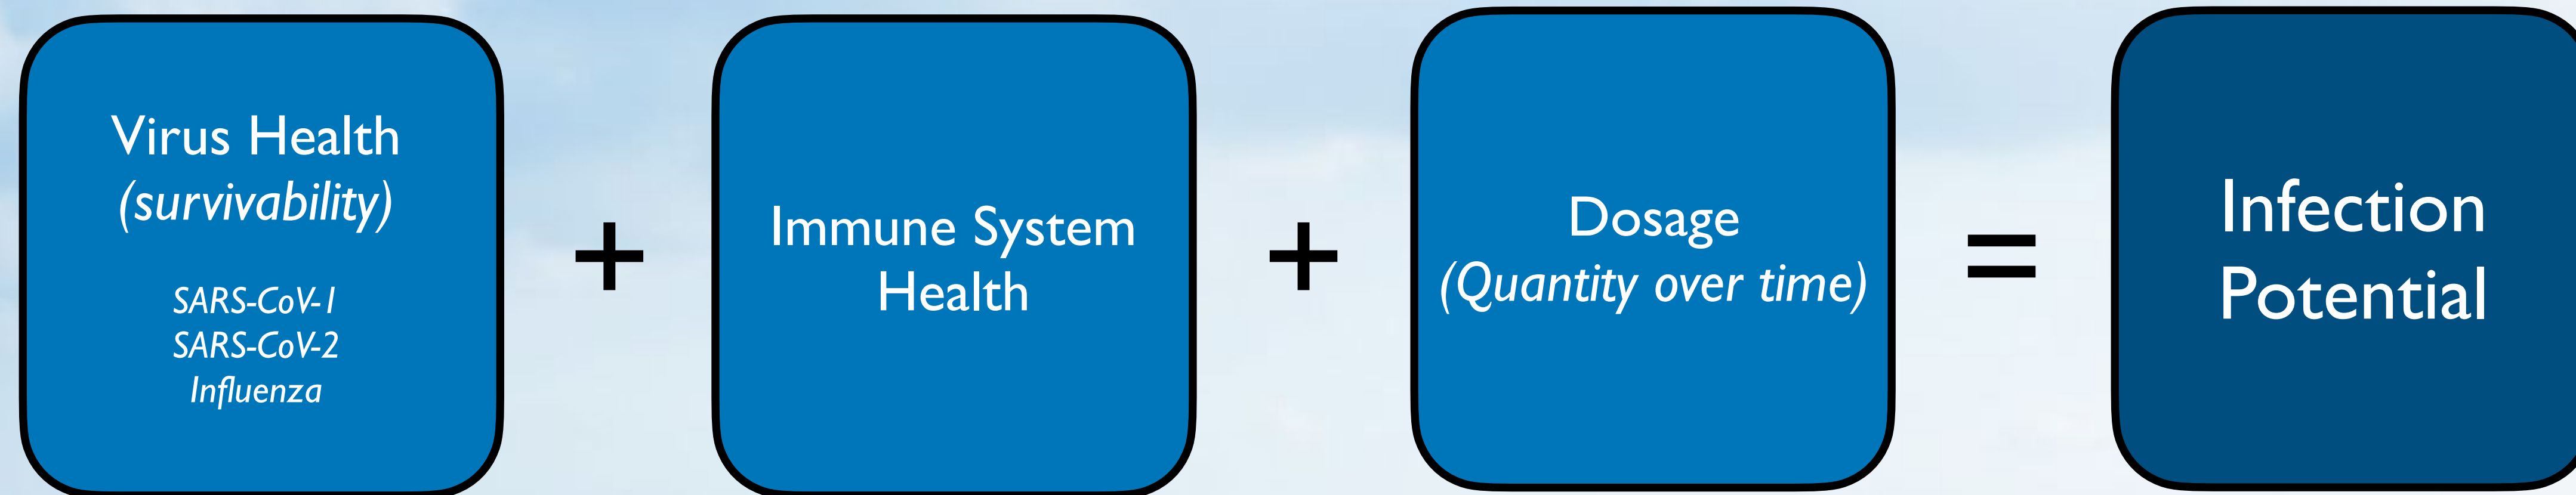 Virus Health
(survivability)
SARS-CoV-1
SARS-CoV-2
Influenza
+
Immune System
Health
+
Dosage
(Quantity over time)
=
Infection
Potential